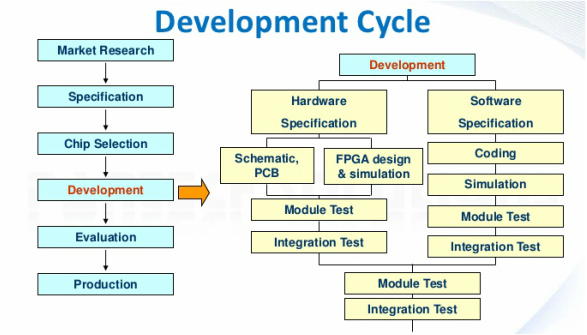 Development Cycle
Market Research
Specification
Chip Selection
Development
Evaluation
Production
Development
Hardware
Specification
Schematic,
PCB
FPGA design
& simulation
Module Test
Integration Test
Software
Specification
Coding
Simulation
Module Test
Integration Test
Module Test
Integration Test